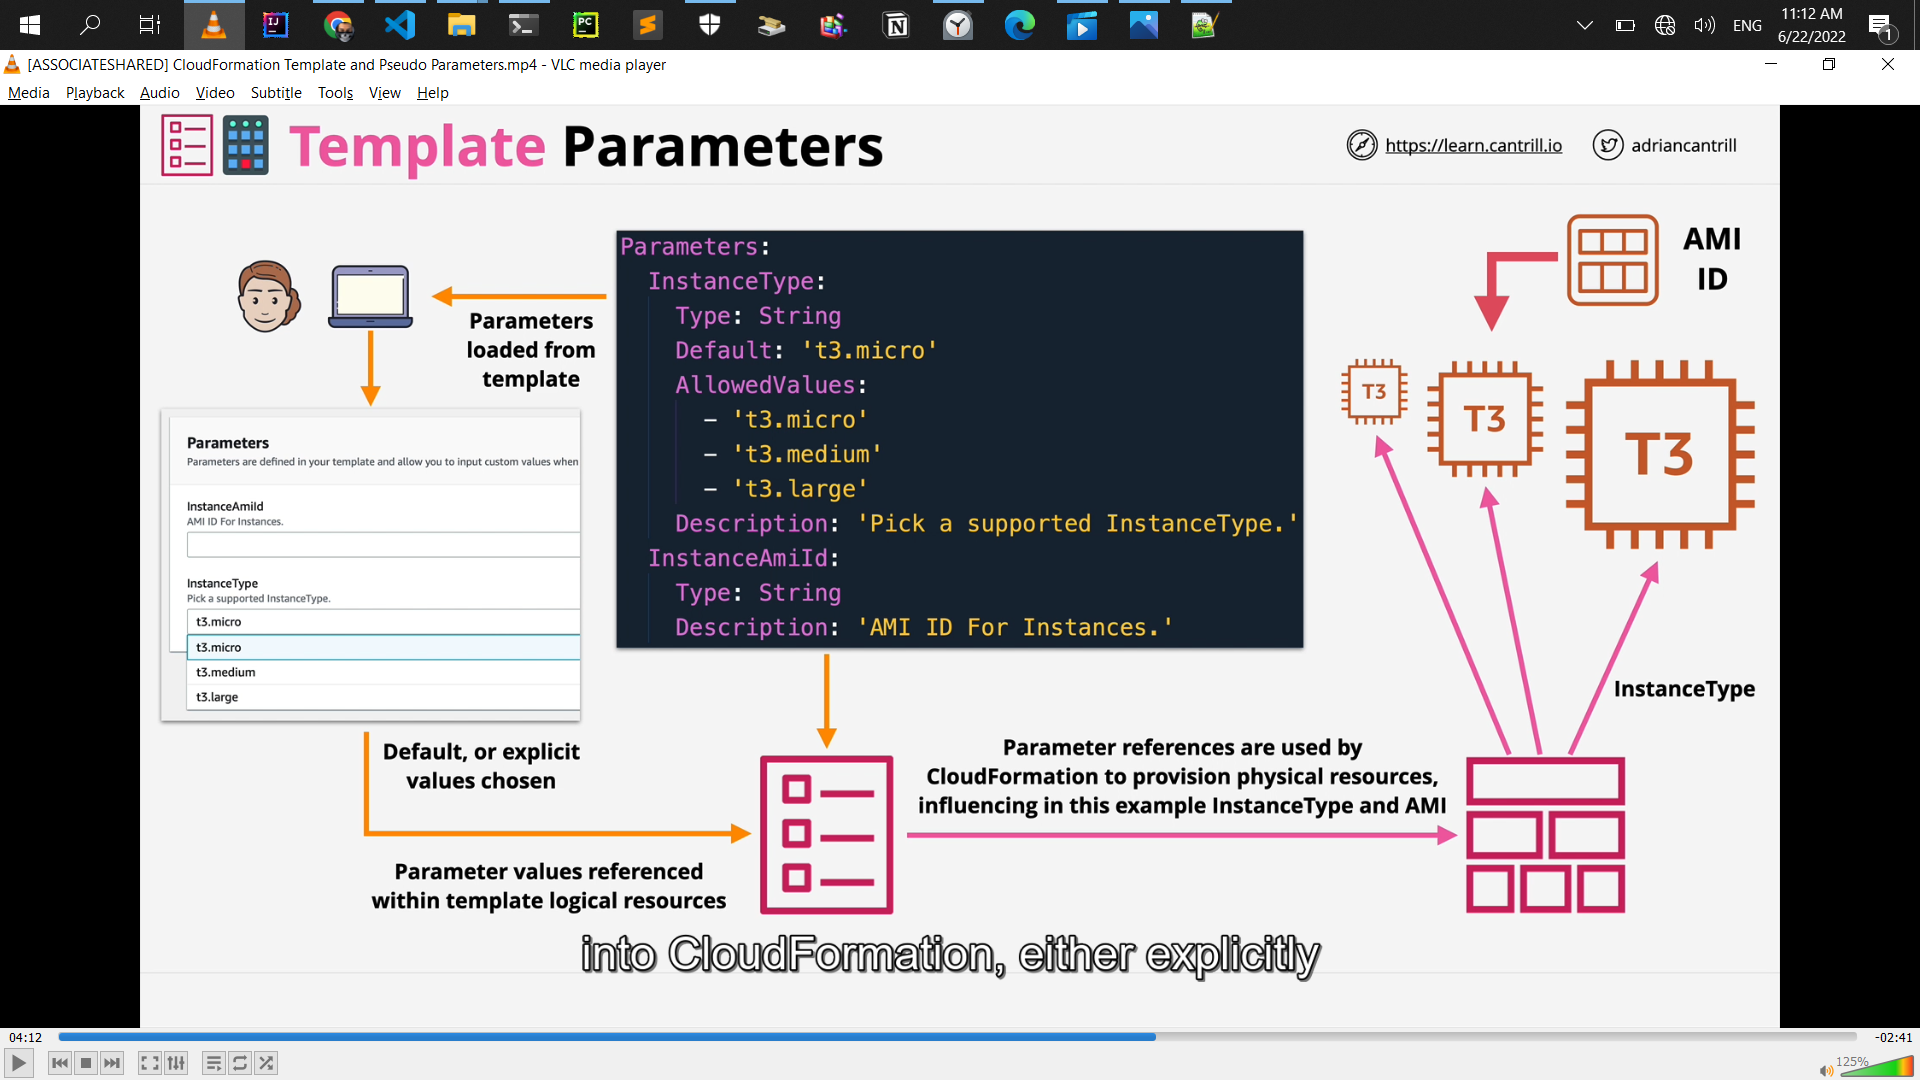 ENG
11:12 AM
6/22/2022
1
[ASSOCIATESHARED] CloudFormation Template and Pseudo Parameters.mp4 - VLC media player
Media Playback Audio Video Subtitle Tools View Help
Template Parameters
https://learn.cantrill.io
adriancantrill
Parameters:
InstanceType:
Type: String
Default: 't3.micro'
AllowedValues:
- 't3.micro'
- 't3.medium'
- 't3.large'
Description: 'Pick a supported InstanceType.'
InstanceAmiId:
Type: String
Description: 'AMI ID For Instances.'
Parameters
loaded from
template
Parameters
Parameters are defined in your template and allow you to input custom values when
InstanceAmiId
AMI ID For Instances.
InstanceType
Pick a supported InstanceType.
t3.micro
t3.micro
t3.medium
t3.large
Default, or explicit
values chosen
Parameter values referenced
within template logical resources
Parameter references are used by
CloudFormation to provision physical resources,
influencing in this example InstanceType and AMI
AMI
ID
T3
T3
T3
InstanceType
into CloudFormation, either explicitly
04:12
-02:41
125%